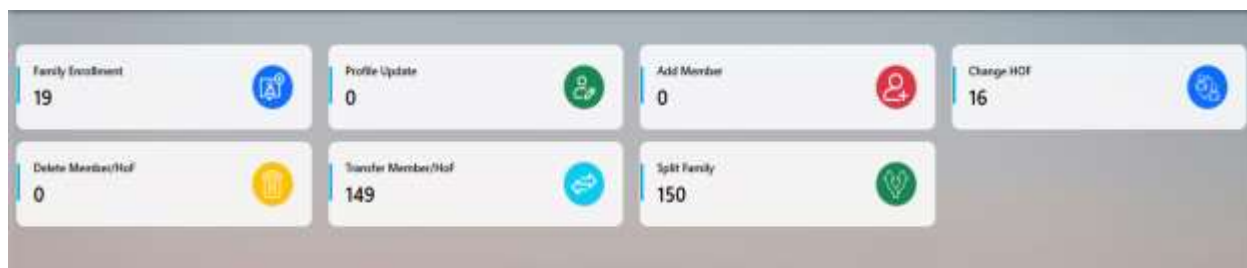 Family Enrollment
19
Profile Update
0
Add Member
0
Change HOF
16
Delete Member/HoF
0
Transfer Member/HoF
149
Split Family
150